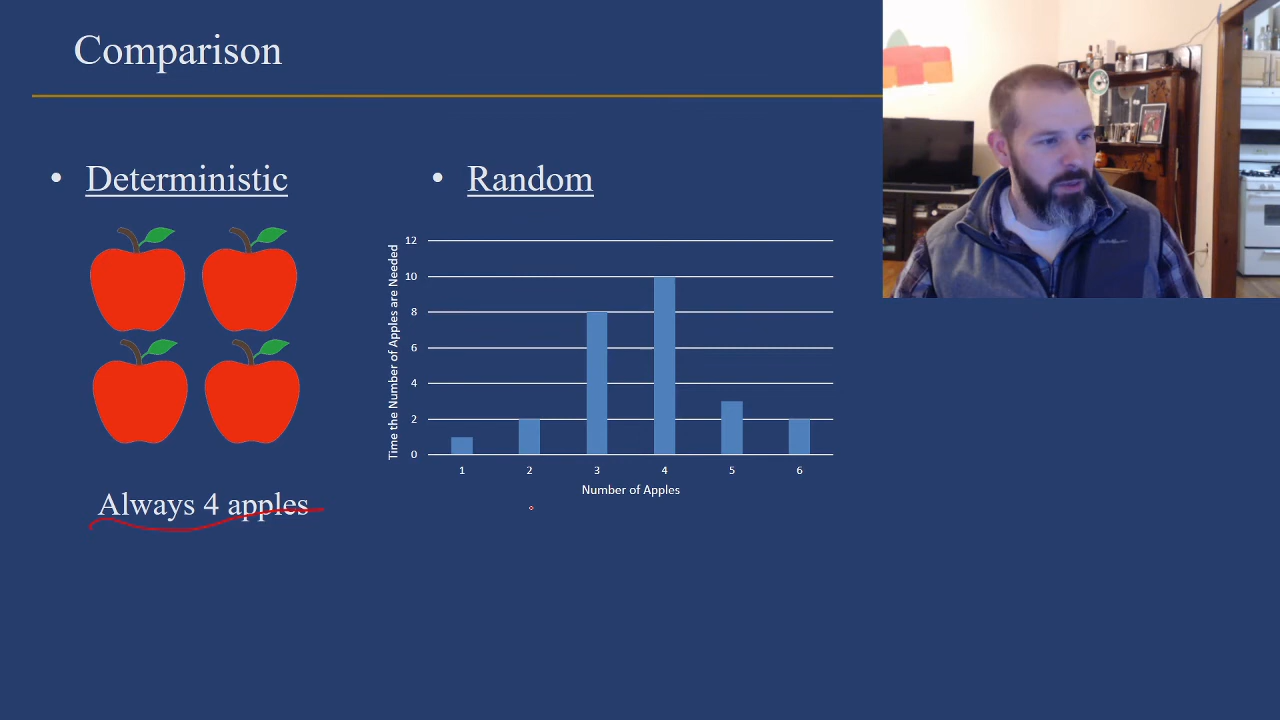 Comparison
• Deterministic
Always 4 apples
• Random
Time the Number of Apples are Needed
12
10
8
6
4
2
0
1 2 3 4 5 6
Number of Apples